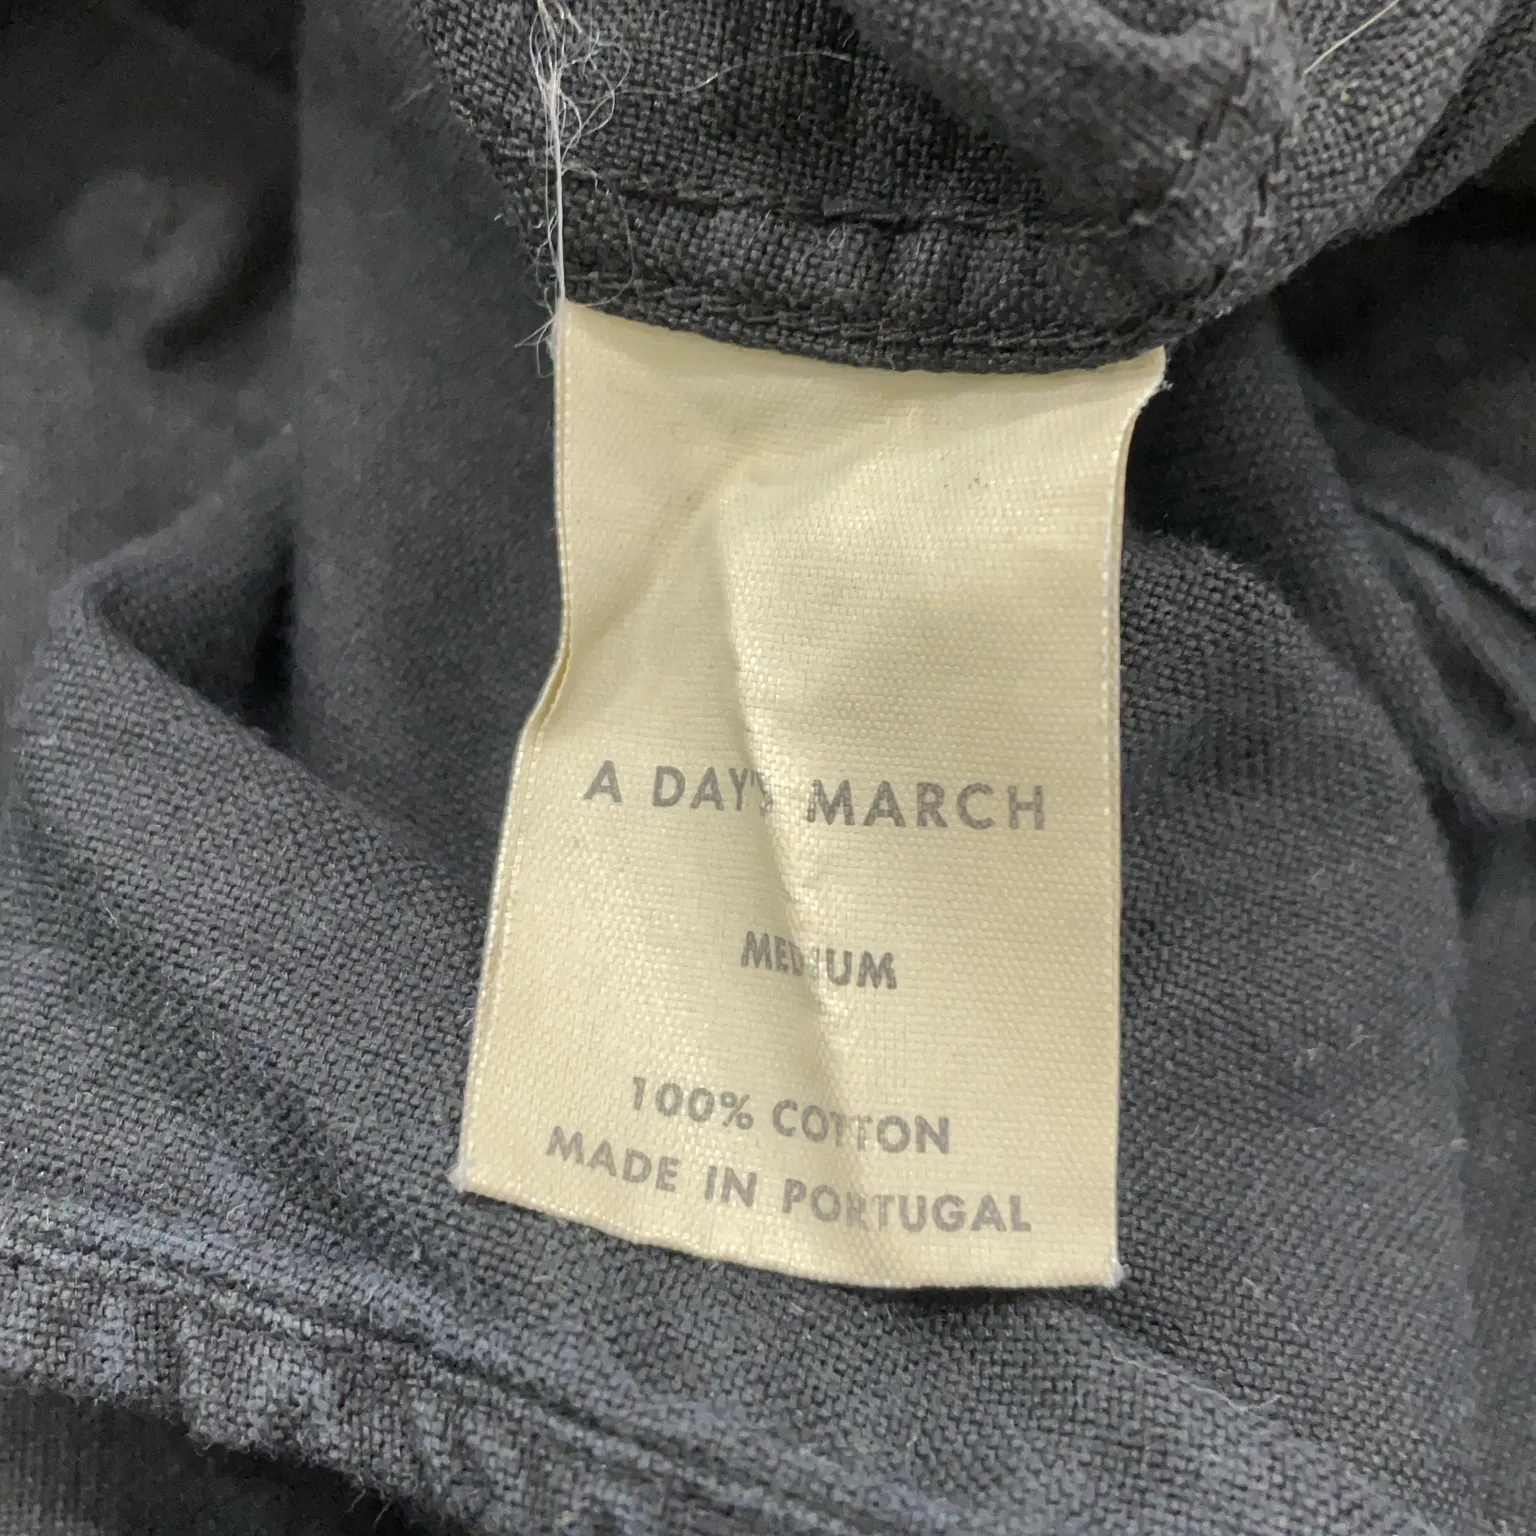 A DAY'S MARCH
MEDIUM
100% COTTON
MADE IN PORTUGAL